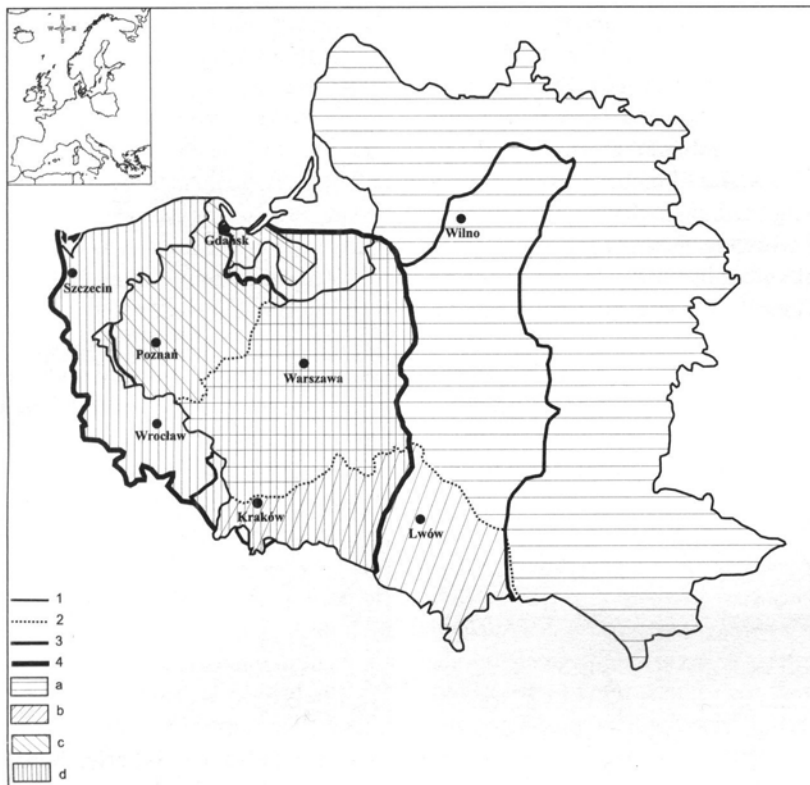 N
W E
S
Gdańsk
Wilno
Szczecin
Poznań
Warszawa
Wrocław
Kraków
Lwów
1
2
3
4
a
b
c
d